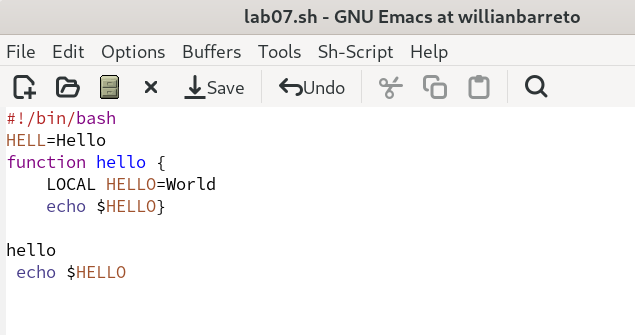 lab07.sh - GNU Emacs at willianbarreto
File Edit Options Buffers Tools Sh-Script Help
Save Undo
#!/bin/bash
HELL=Hello
function hello {
    LOCAL HELLO=World
    echo $HELLO}

hello
 echo $HELLO